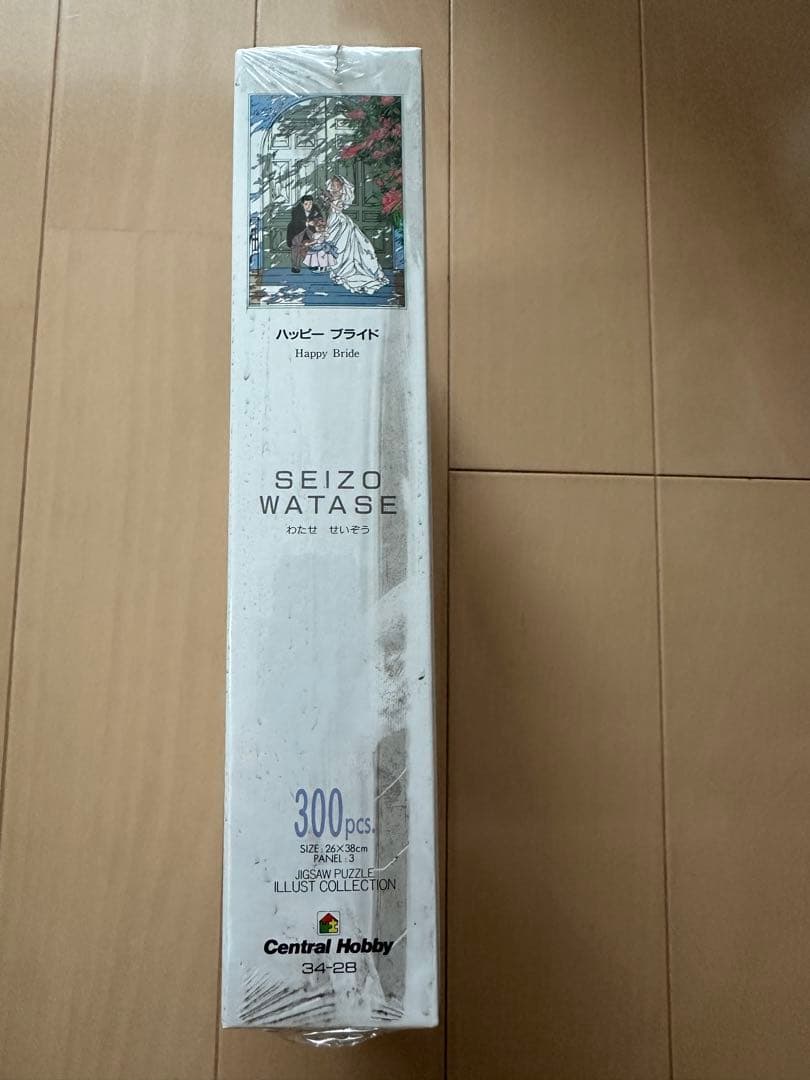 ハッピー ブライド
Happy Bride
SEIZO
WATASE
わたせ せいぞう
300pcs.
SIZE:26×38cm
PANEL:3
JIGSAW PUZZLE
ILLUST COLLECTION
Central Hobby
34-28